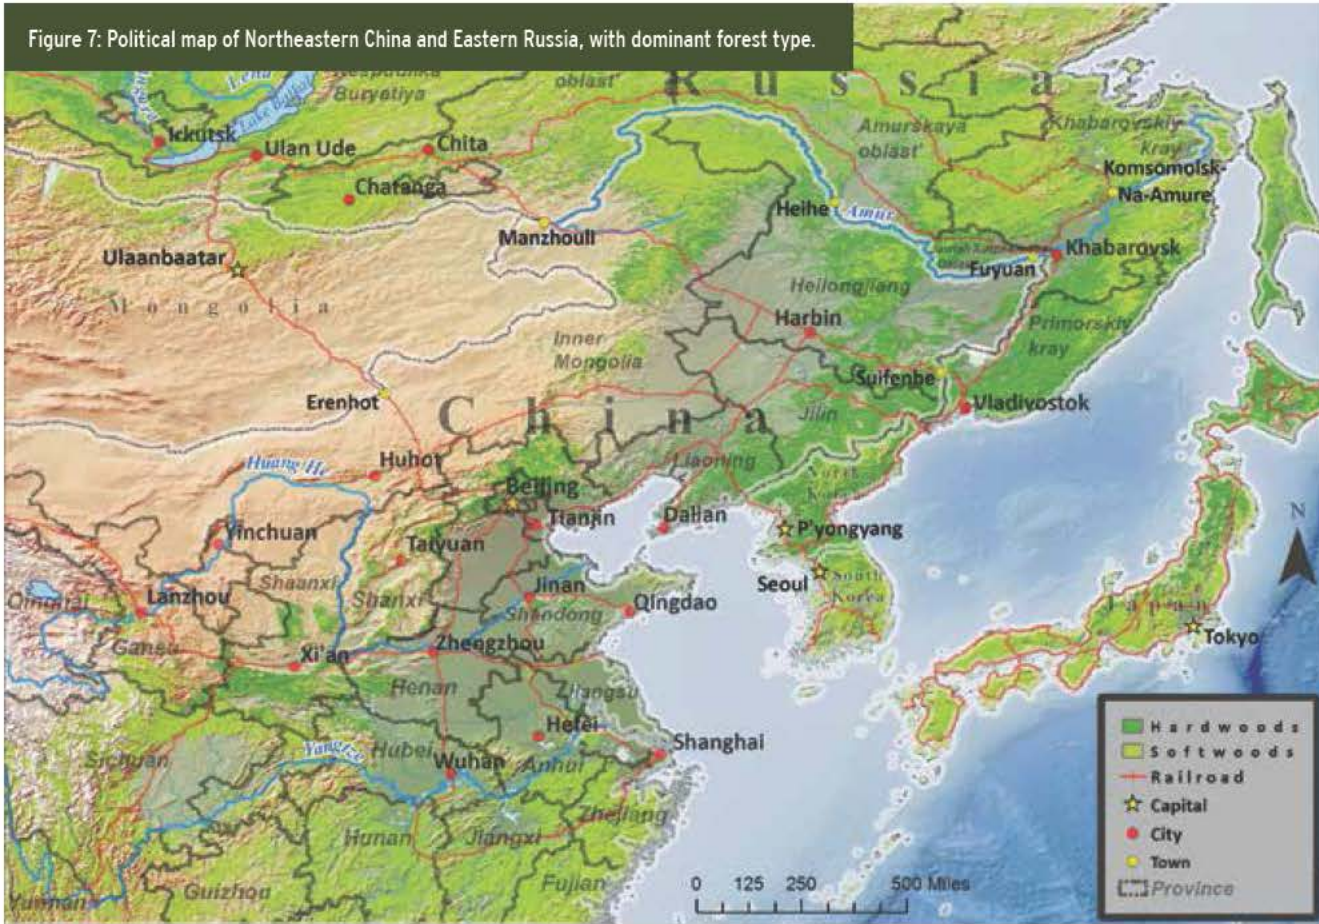 Figure 7: Political map of Northeastern China and Eastern Russia, with dominant forest type.
Lena
Buryatiya
oblast'
Russia
Lake
Ickutsk
Ulan Ude
Chita
Chatanga
Amurskaya
oblast'
Khabarovskiy
kray
Komsomolsk-
Na-Amure
Heihe
Amur
Manzhouli
Ulaanbaatar
Mongolia
Khabarovsk
Fuyuan
Heilongjiang
Harbin
Primorskiy
kray
Inner
Mongolia
Suifenhe
Erenhot
China
Jilin
Vladivostok
Huang He
Huhot
Liaoning
North
Korea
Beijing
Tianjin
Dalian
P'yongyang
N
Yinchuan
Taiyuan
Shaanxi
Shanxi
Jinan
Shandong
Qingdao
Seoul
South
Korea
Japan
Tokyo
Lanzhou
Gansu
Xi'an
Zhengzhou
Henan
Hefei
Shanghai
Sichuan
Yangtze
Hubei
Wuhan
Anhui
Zhejiang
Hunan
Jiangxi
Guizhou
Fujian
Yunnan
Hardwoods
Softwoods
Railroad
Capital
City
Town
Province
0 125 250 500 Miles